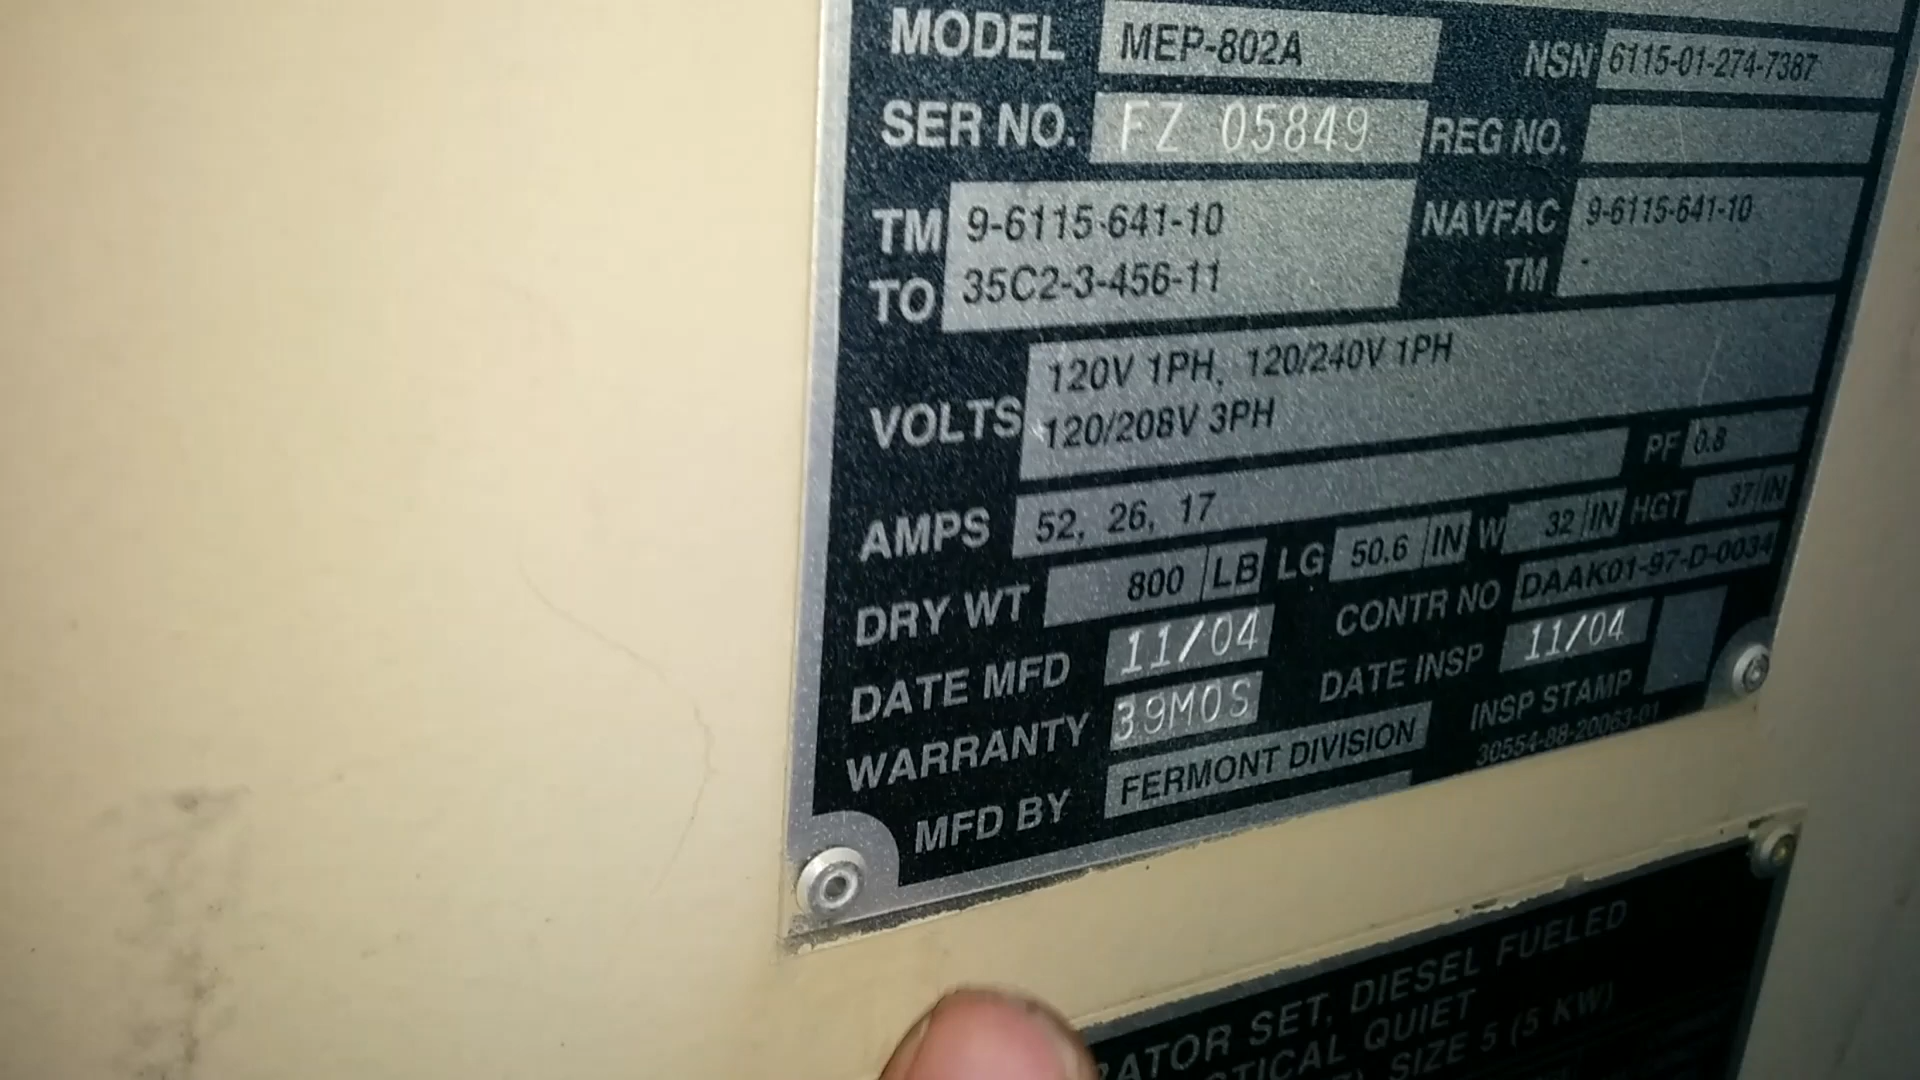 MODEL MEP-802A NSN 6115-01-274-7387
SER NO. FZ 05849 REG NO.
TM 9-6115-641-10 NAVFAC 9-6115-641-10
TO 35C2-3-456-11 TM -
VOLTS 120V 1PH, 120/240V 1PH
120/208V 3PH
AMPS 52, 26, 17 PF 0.8
DRY WT 800 LB LG 50.6 IN W 32 IN HGT 37 IN
DATE MFD 11/04 CONTR NO DAAK01-97-D-0034
WARRANTY 39MOS DATE INSP 11/04
MFD BY FERMONT DIVISION INSP STAMP
30554-88-20063-01
RATOR SET, DIESEL FUELED
TICAL QUIET
SIZE 5 (5 KW)